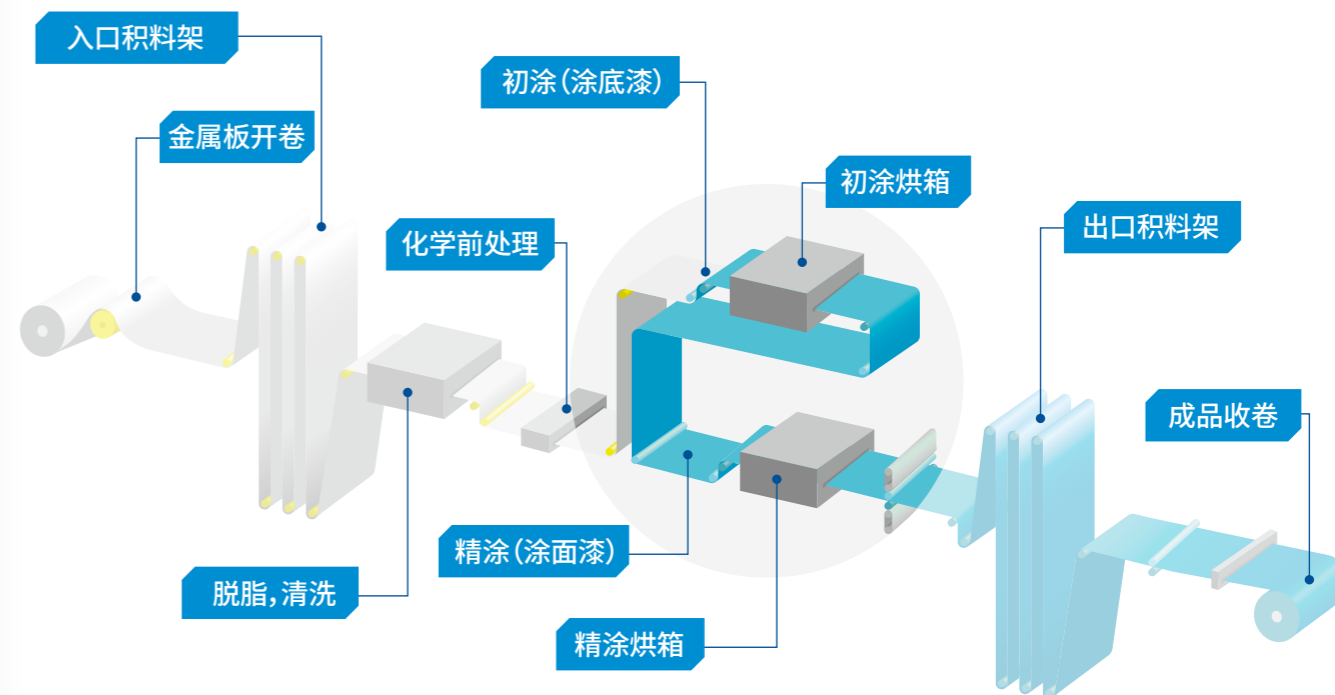 入口积料架
金属板开卷
初涂(涂底漆)
初涂烘箱
化学前处理
出口积料架
成品收卷
精涂(涂面漆)
脱脂,清洗
精涂烘箱